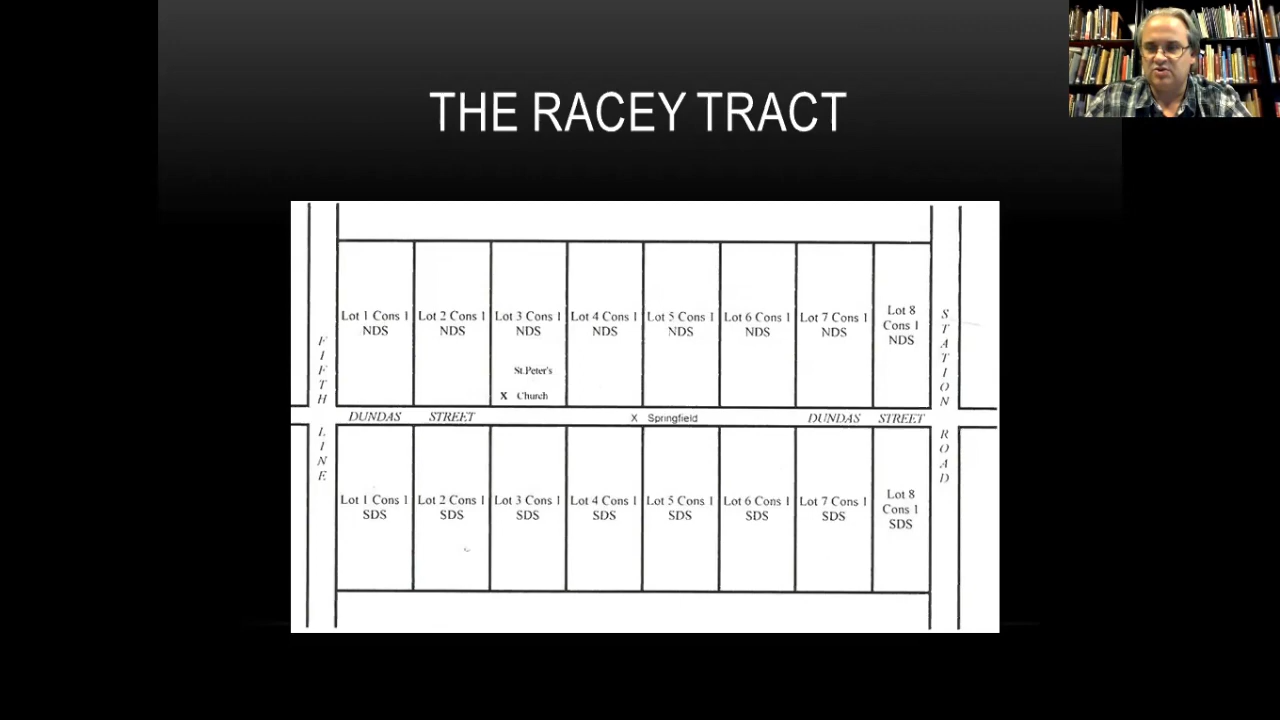 THE RACEY TRACT
Lot 1 Cons 1
NDS
Lot 2 Cons 1
NDS
Lot 3 Cons 1
NDS
Lot 4 Cons 1
NDS
Lot 5 Cons 1
NDS
Lot 6 Cons 1
NDS
Lot 7 Cons 1
NDS
Lot 8
Cons 1
NDS
St.Peter's
X Church
FIFTH
LINE
STATION
ROAD
DUNDAS STREET
X Springfield
DUNDAS STREET
Lot 1 Cons 1
SDS
Lot 2 Cons 1
SDS
Lot 3 Cons 1
SDS
Lot 4 Cons 1
SDS
Lot 5 Cons 1
SDS
Lot 6 Cons 1
SDS
Lot 7 Cons 1
SDS
Lot 8
Cons 1
SDS